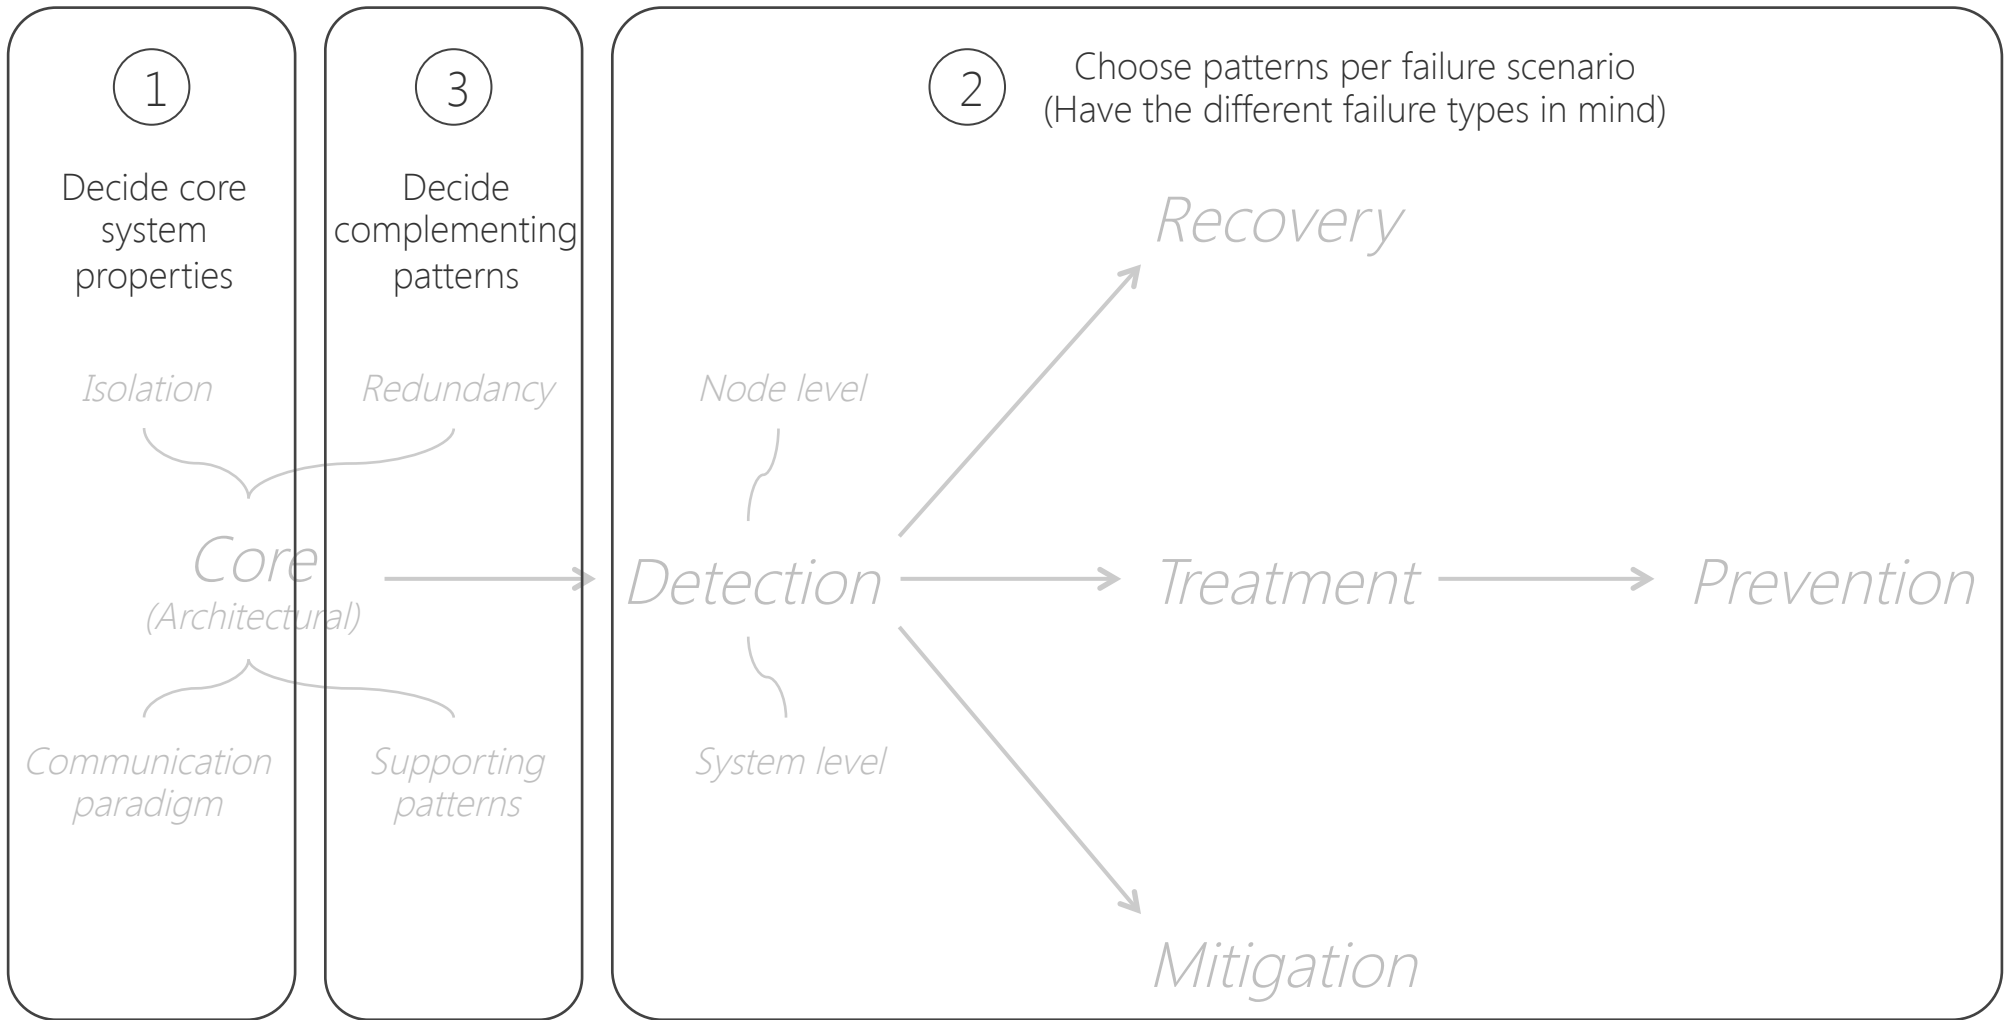 1
Decide core
system
properties
Isolation
Core
(Architectural)
Communication
paradigm
3
Decide
complementing
patterns
Redundancy
Supporting
patterns
2
Choose patterns per failure scenario
(Have the different failure types in mind)
Node level
Detection
System level
Recovery
Treatment
Prevention
Mitigation